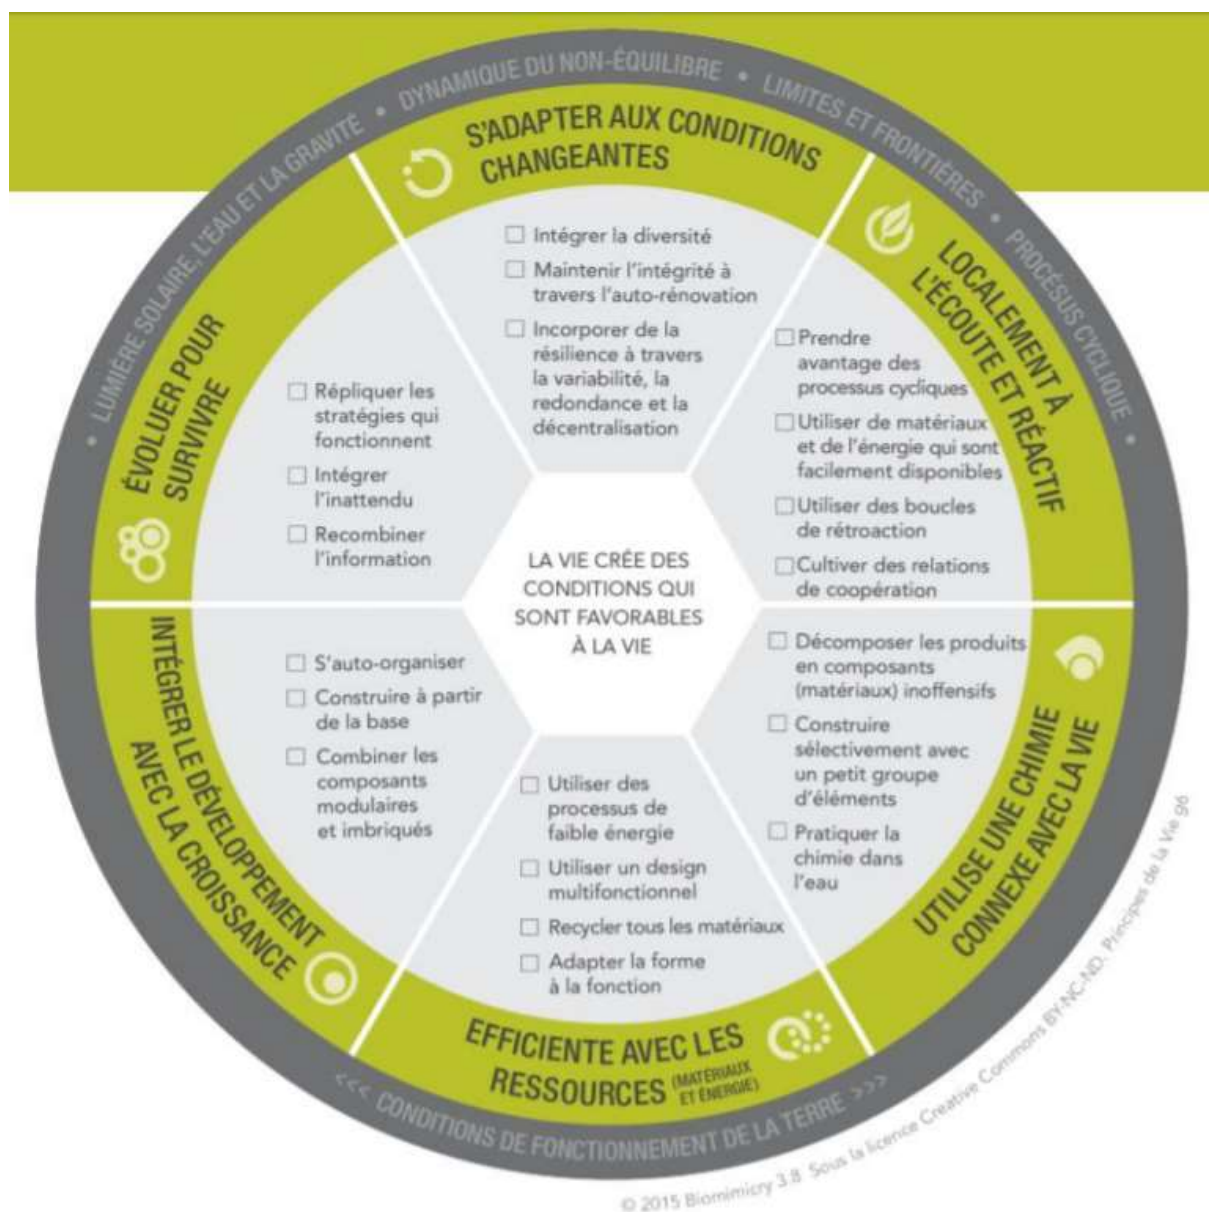 • LUMIÈRE SOLAIRE, L'EAU ET LA GRAVITÉ • DYNAMIQUE DU NON-ÉQUILIBRE • LIMITES ET FRONTIÈRES • PROCÉSUS CYCLIQUE •
S'ADAPTER AUX CONDITIONS
CHANGEANTES
Intégrer la diversité
Maintenir l'intégrité à
travers l'auto-rénovation
Incorporer de la
résilience à travers
la variabilité, la
redondance et la
décentralisation
LOCALEMENT À
L'ÉCOUTE ET RÉACTIF
Prendre
avantage des
processus cycliques
Utiliser de matériaux
et de l'énergie qui sont
facilement disponibles
Utiliser des boucles
de rétroaction
Cultiver des relations
de coopération
UTILISE UNE CHIMIE
CONNEXE AVEC LA VIE
Décomposer les produits
en composants
(matériaux) inoffensifs
Construire
sélectivement avec
un petit groupe
d'éléments
Pratiquer la
chimie dans
l'eau
EFFICIENTE AVEC LES
RESSOURCES (MATÉRIAUX
ET ÉNERGIE)
Utiliser des
processus de
faible énergie
Utiliser un design
multifonctionnel
Recycler tous les matériaux
Adapter la forme
à la fonction
INTÉGRER LE DÉVELOPPEMENT
AVEC LA CROISSANCE
S'auto-organiser
Construire à partir
de la base
Combiner les
composants
modulaires
et imbriqués
ÉVOLUER POUR
SURVIVRE
Répliquer les
stratégies qui
fonctionnent
Intégrer
l'inattendu
Recombiner
l'information
LA VIE CRÉE DES
CONDITIONS QUI
SONT FAVORABLES
À LA VIE
<<< CONDITIONS DE FONCTIONNEMENT DE LA TERRE >>>
© 2015 Biomimicry 3.8 Sous la licence Creative Commons BY-NC-ND. Principes de la Vie 96